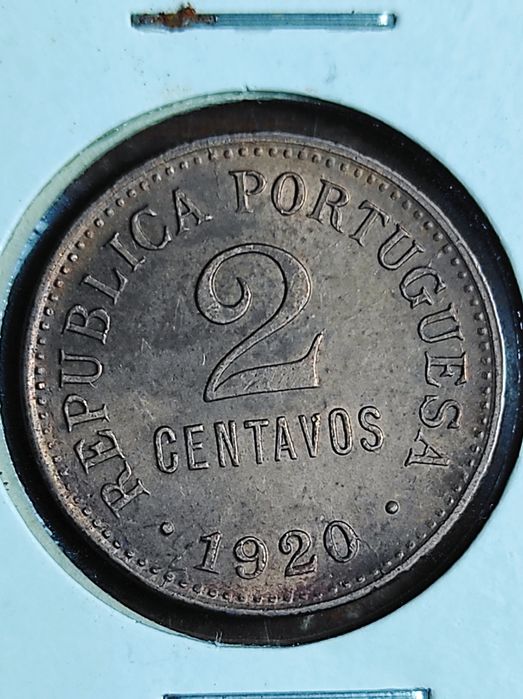 REPUBLICA PORTUGUESA
2
CENTAVOS
• 1920 •